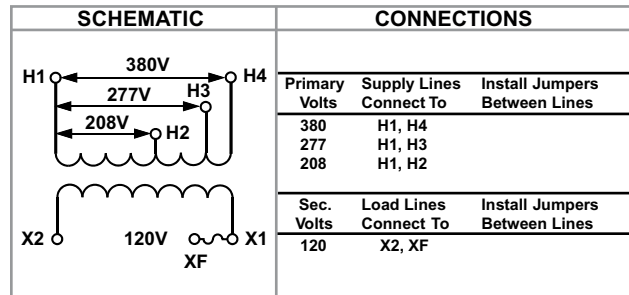 SCHEMATIC
CONNECTIONS
380V
H1
H4
277V
H3
208V
H2
X2
120V
X1
XF
Primary Supply Lines Install Jumpers
Volts Connect To Between Lines
380 H1, H4
277 H1, H3
208 H1, H2
Sec. Load Lines Install Jumpers
Volts Connect To Between Lines
120 X2, XF